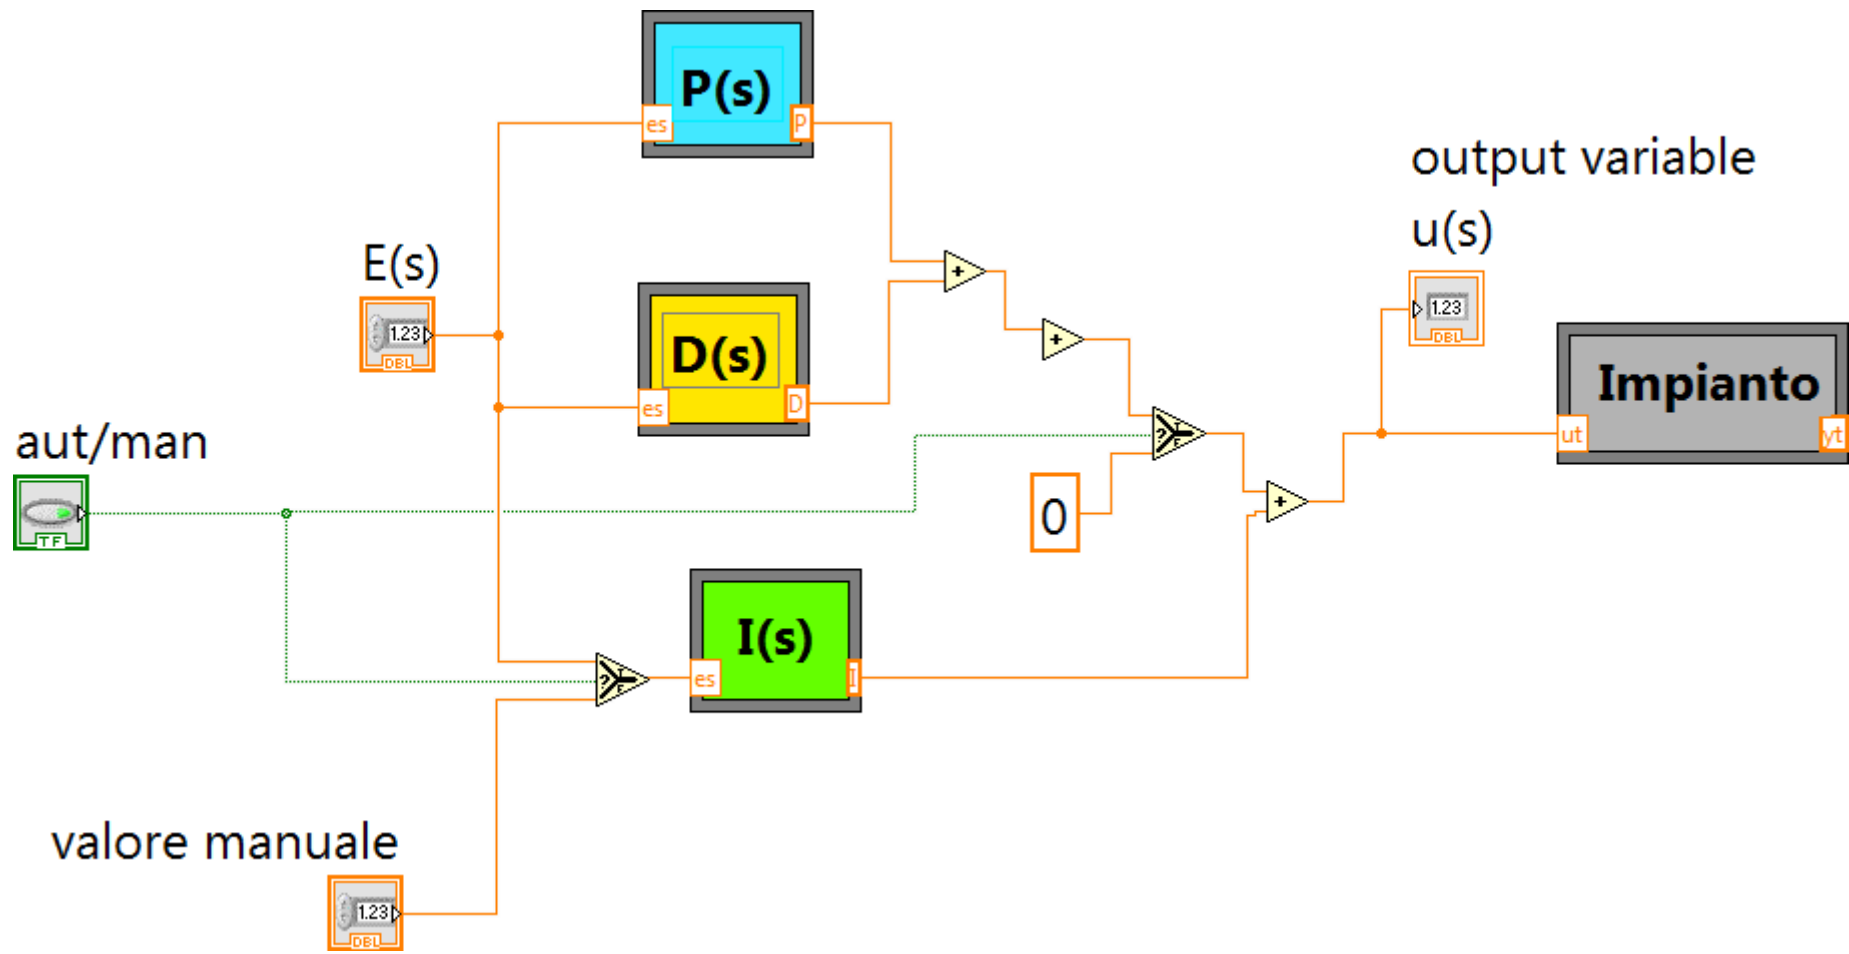 P(s)
es
P
output variable
u(s)
1.23
DBL
E(s)
1.23
DBL
+
D(s)
es
D
+
Impianto
ut
yt
aut/man
TF
?
T
F
0
+
I(s)
es
I
?
T
F
valore manuale
1.23
DBL